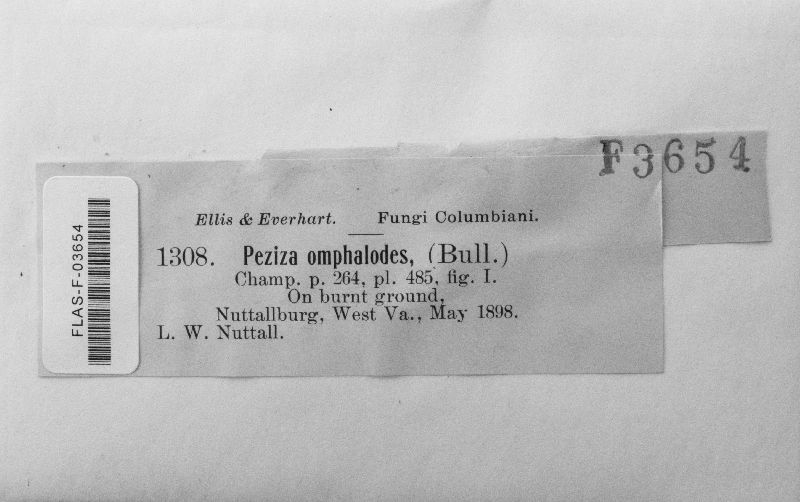 F3654
FLAS-F-03654
Ellis & Everhart. Fungi Columbiani.
1308. Peziza omphalodes, (Bull.)
Champ. p. 264, pl. 485, fig. I.
On burnt ground,
Nuttallburg, West Va., May 1898.
L. W. Nuttall.